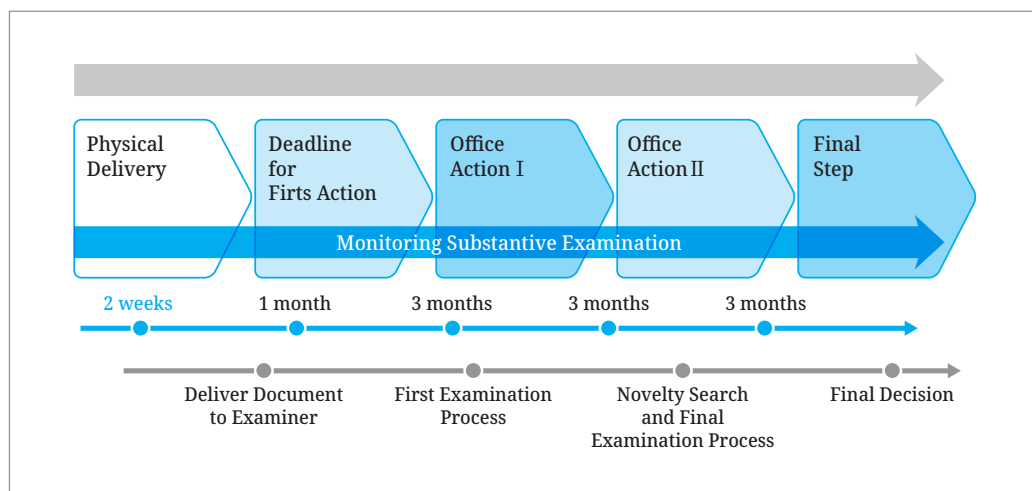 Physical
Delivery
Deadline
for
Firts Action
Office
Action I
Office
Action II
Final
Step
Monitoring Substantive Examination
2 weeks
1 month
3 months
3 months
3 months
Deliver Document
to Examiner
First Examination
Process
Novelty Search
and Final
Examination Process
Final Decision